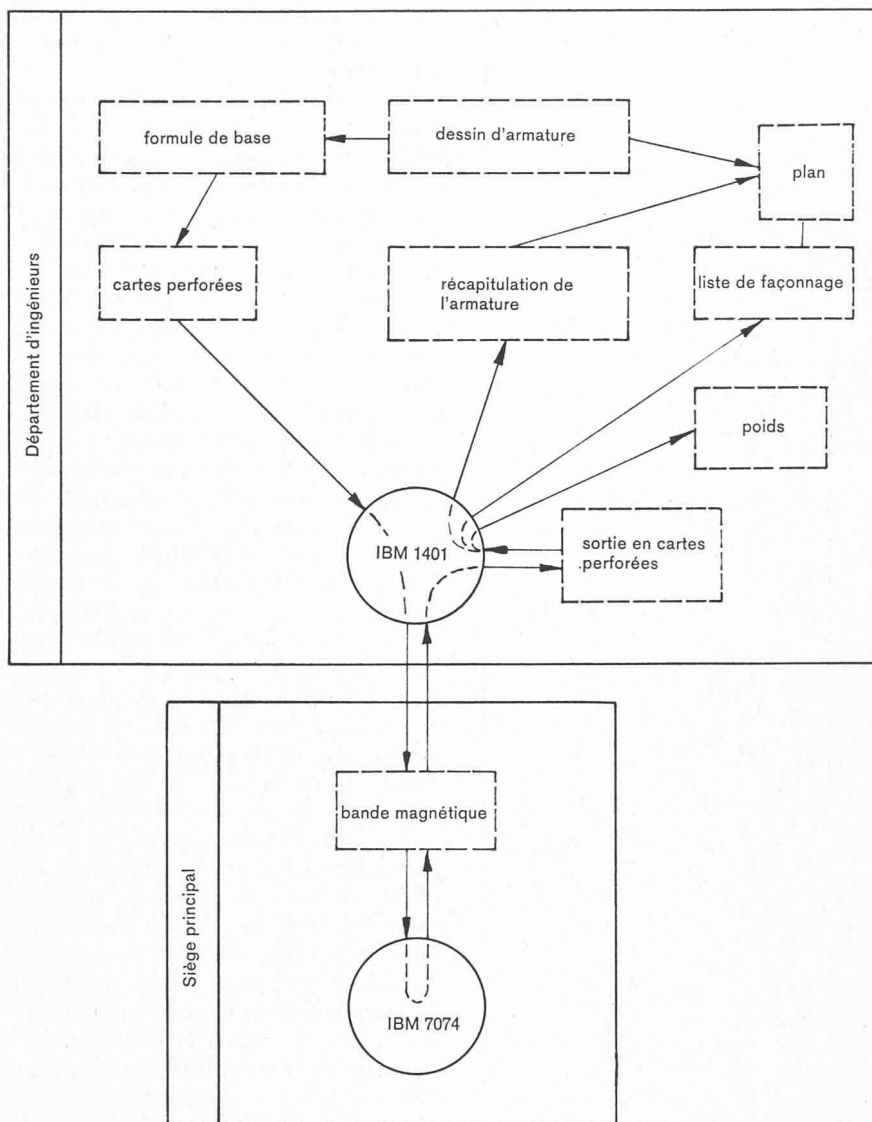 Département d'ingénieurs
formule de base
dessin d'armature
plan
cartes perforées
récapitulation de
l'armature
liste de façonnage
poids
IBM 1401
sortie en cartes
.perforées
Siège principal
bande magnétique
IBM 7074